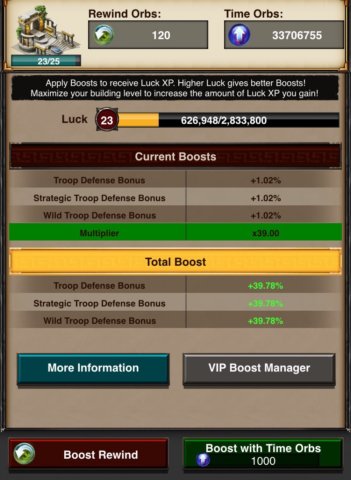 Rewind Orbs:
Time Orbs:
120
33706755
23/25
Apply Boosts to receive Luck XP. Higher Luck gives better Boosts!
Maximize your building level to increase the amount of Luck XP you gain!
Luck 23 626,948/2,833,800
Current Boosts
Troop Defense Bonus +1.02%
Strategic Troop Defense Bonus +1.02%
Wild Troop Defense Bonus +1.02%
Multiplier x39.00
Total Boost
Troop Defense Bonus +39.78%
Strategic Troop Defense Bonus +39.78%
Wild Troop Defense Bonus +39.78%
More Information
VIP Boost Manager
Boost Rewind
Boost with Time Orbs
1000